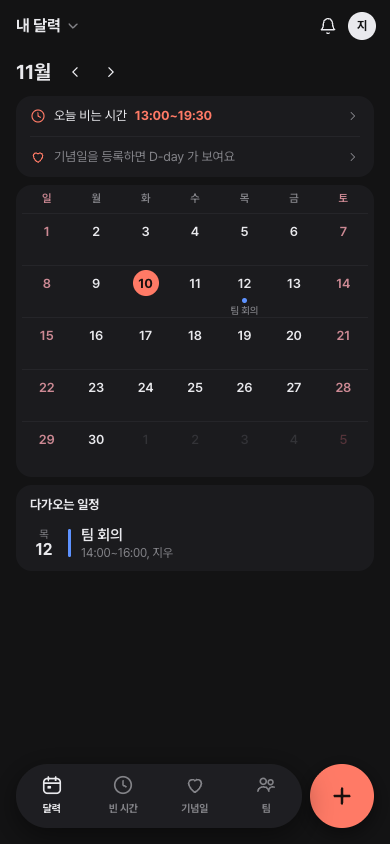 내 달력
지
11월
오늘 비는 시간 13:00~19:30
기념일을 등록하면 D-day 가 보여요
일 월 화 수 목 금 토
1 2 3 4 5 6 7
8 9 10 11 12 13 14
팀 회의
15 16 17 18 19 20 21
22 23 24 25 26 27 28
29 30 1 2 3 4 5
다가오는 일정
목
12
팀 회의
14:00~16:00, 지우
달력 빈 시간 기념일 팀